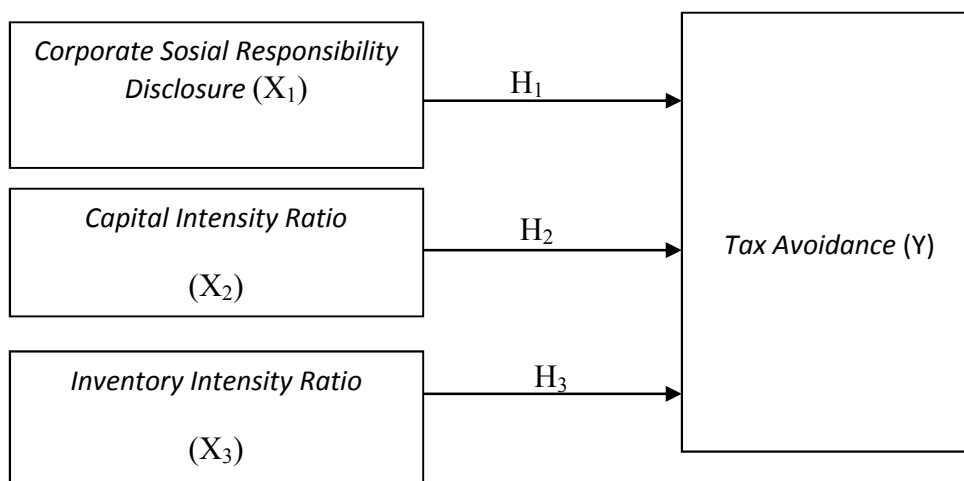 Corporate Sosial Responsibility
Disclosure (X₁)
H₁
Capital Intensity Ratio
(X₂)
H₂
Tax Avoidance (Y)
Inventory Intensity Ratio
(X₃)
H₃